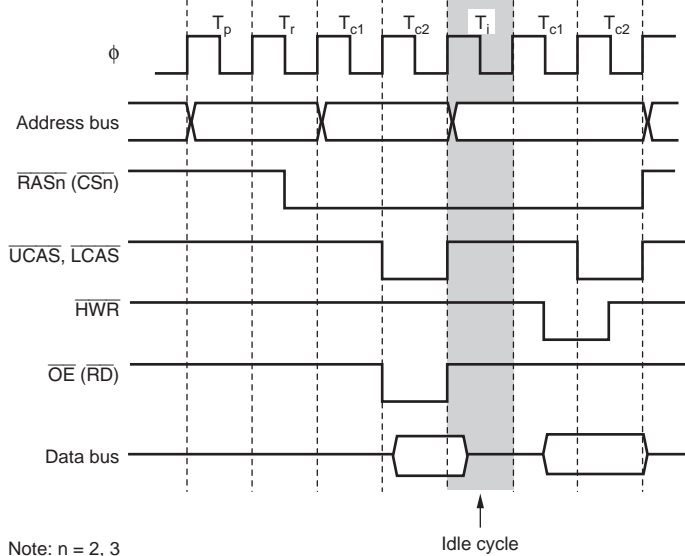 Tp Tr Tc1 Tc2 Ti Tc1 Tc2
ϕ
Address bus
RASn (CSn)
UCAS, LCAS
HWR
OE (RD)
Data bus
Idle cycle
Note: n = 2, 3